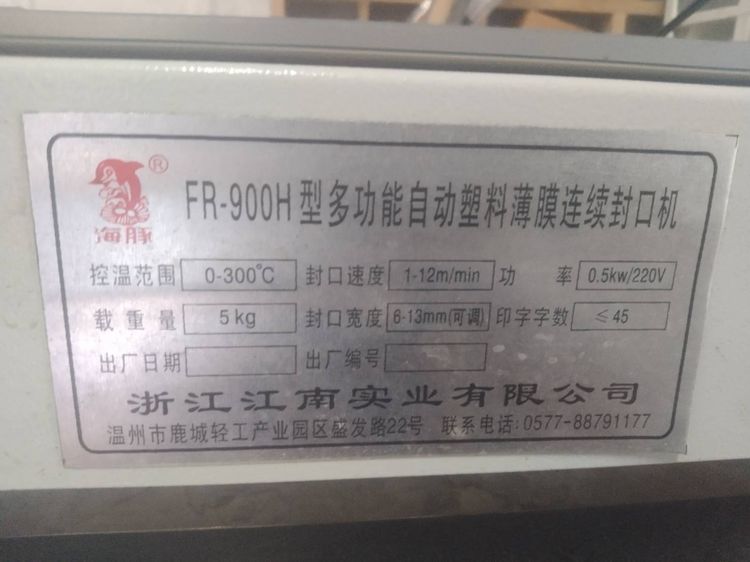 海豚 ®
FR-900H 型多功能自动塑料薄膜连续封口机
控温范围 0-300℃ 封口速度 1-12m/min 功率 0.5kw/220V
载重量 5kg 封口宽度 6-13mm(可调) 印字字数 ≤45
出厂日期 出厂编号
浙江江南实业有限公司
温州市鹿城轻工产业园区盛发路22号 联系电话:0577-88791177